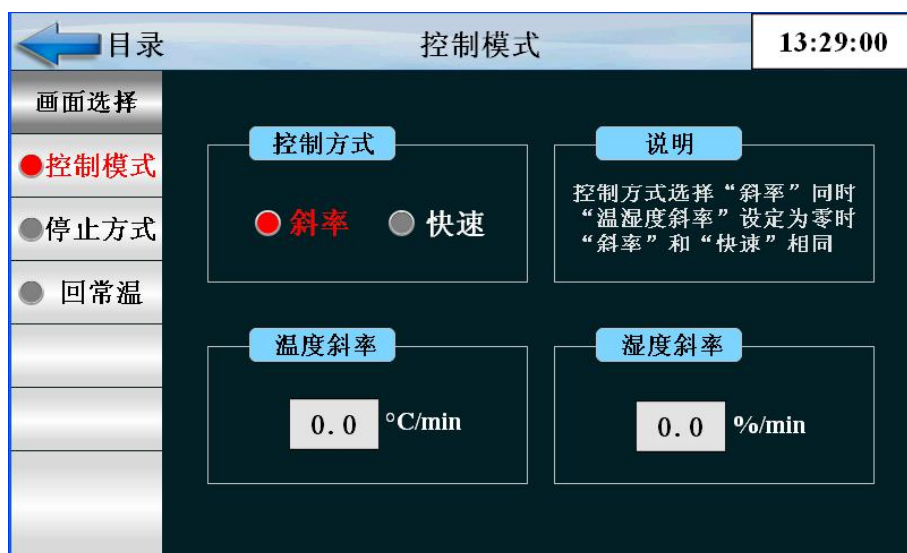 目录
控制模式
13:29:00
画面选择
控制模式
停止方式
回常温
控制方式
斜率
快速
说明
控制方式选择“斜率”同时
“温湿度斜率”设定为零时
“斜率”和“快速”相同
温度斜率
0.0 °C/min
湿度斜率
0.0 %/min